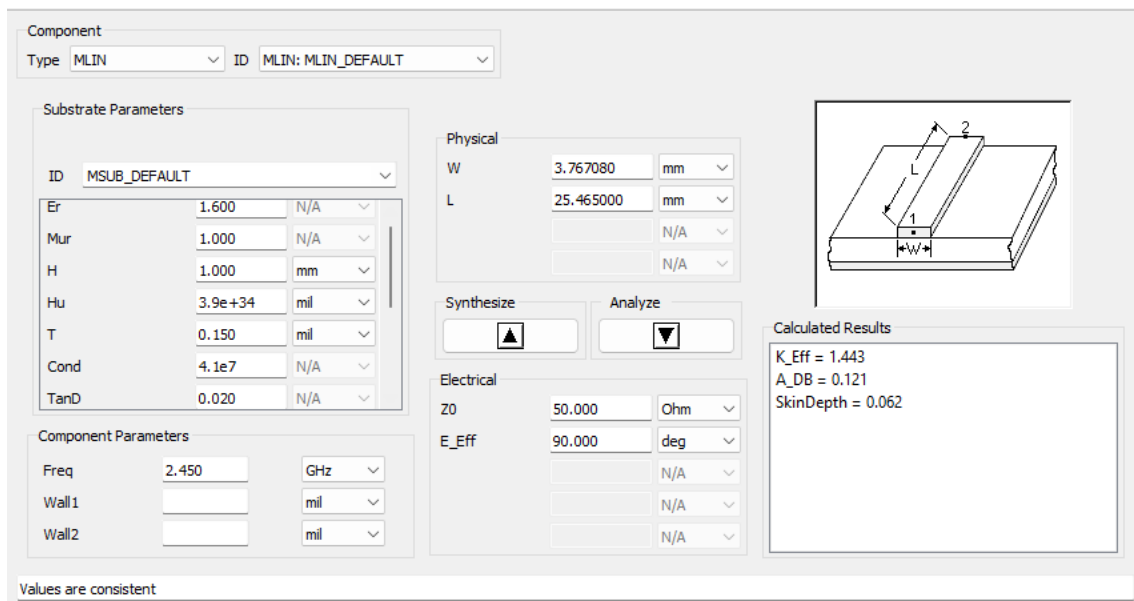 Component
Type MLIN ID MLIN: MLIN_DEFAULT
Substrate Parameters
ID MSUB_DEFAULT
Er 1.600 N/A
Mur 1.000 N/A
H 1.000 mm
Hu 3.9e+34 mil
T 0.150 mil
Cond 4.1e7 N/A
TanD 0.020 N/A
Component Parameters
Freq 2.450 GHz
Wall1 mil
Wall2 mil
Physical
W 3.767080 mm
L 25.465000 mm
N/A
N/A
Synthesize Analyze
Electrical
Z0 50.000 Ohm
E_Eff 90.000 deg
N/A
N/A
N/A
2
L
1
W
Calculated Results
K_Eff = 1.443
A_DB = 0.121
SkinDepth = 0.062
Values are consistent